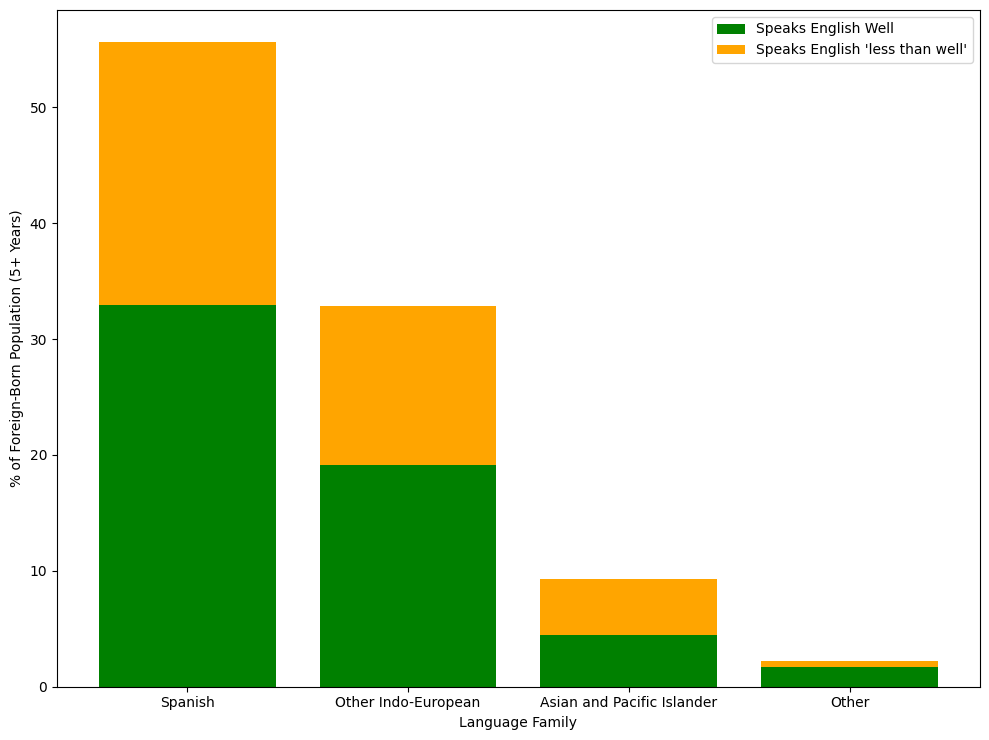 Speaks English Well
Speaks English 'less than well'
% of Foreign-Born Population (5+ Years)
50
40
30
20
10
0
Spanish
Other Indo-European
Asian and Pacific Islander
Other
Language Family